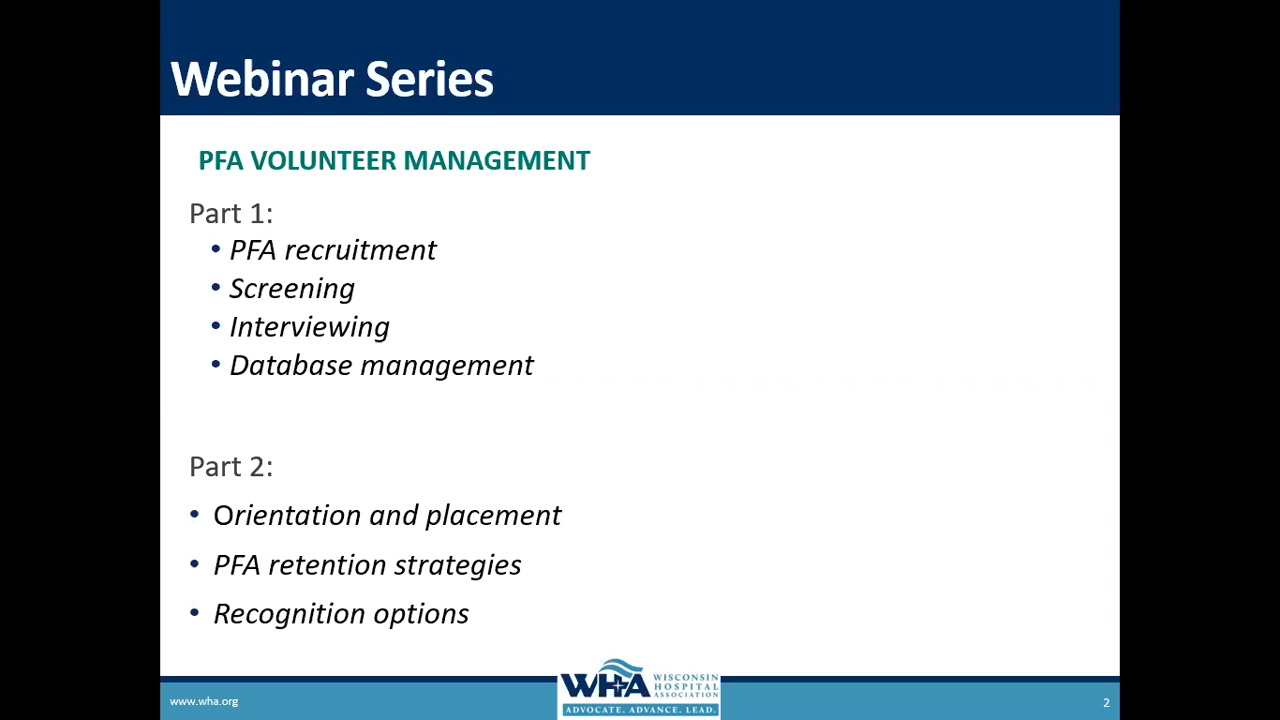 Webinar Series
PFA VOLUNTEER MANAGEMENT
Part 1:
• PFA recruitment
• Screening
• Interviewing
• Database management
Part 2:
• Orientation and placement
• PFA retention strategies
• Recognition options
www.wha.org
WHA WISCONSIN
HOSPITAL
ASSOCIATION
ADVOCATE. ADVANCE. LEAD.
2